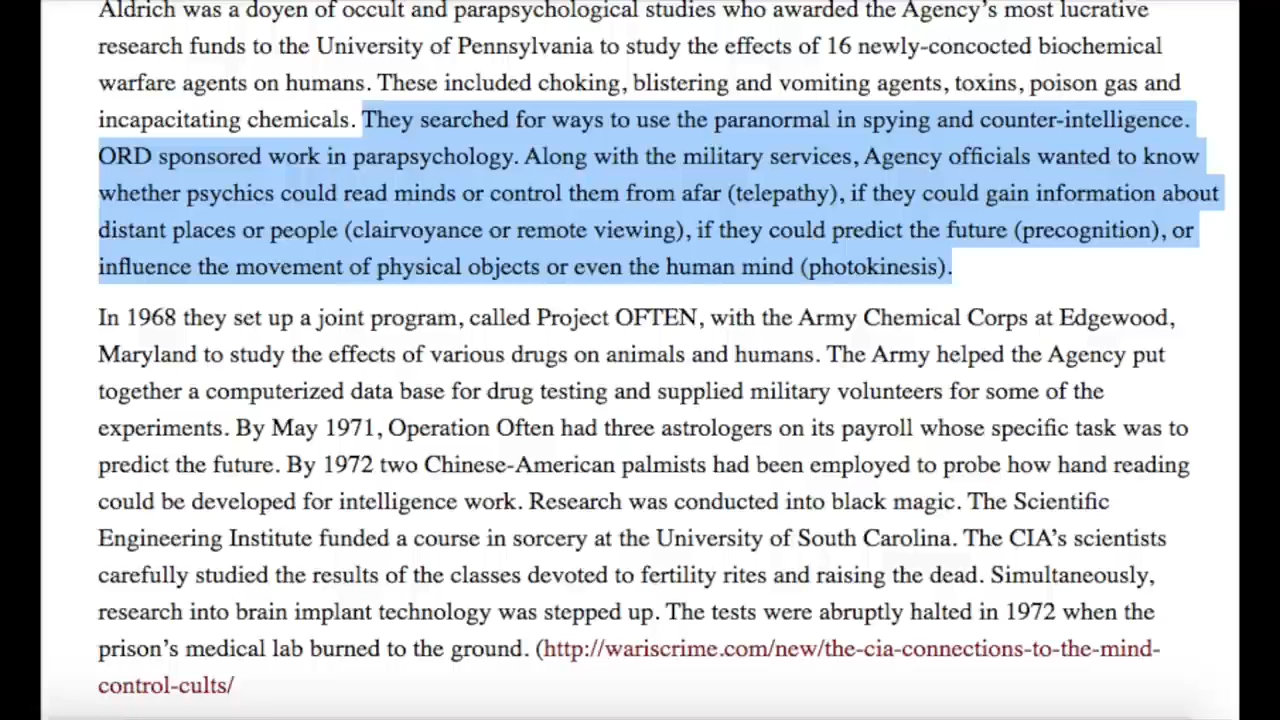 Aldrich was a doyen of occult and parapsychological studies who awarded the Agency’s most lucrative
research funds to the University of Pennsylvania to study the effects of 16 newly-concocted biochemical
warfare agents on humans. These included choking, blistering and vomiting agents, toxins, poison gas and
incapacitating chemicals. They searched for ways to use the paranormal in spying and counter-intelligence.
ORD sponsored work in parapsychology. Along with the military services, Agency officials wanted to know
whether psychics could read minds or control them from afar (telepathy), if they could gain information about
distant places or people (clairvoyance or remote viewing), if they could predict the future (precognition), or
influence the movement of physical objects or even the human mind (photokinesis).
In 1968 they set up a joint program, called Project OFTEN, with the Army Chemical Corps at Edgewood,
Maryland to study the effects of various drugs on animals and humans. The Army helped the Agency put
together a computerized data base for drug testing and supplied military volunteers for some of the
experiments. By May 1971, Operation Often had three astrologers on its payroll whose specific task was to
predict the future. By 1972 two Chinese-American palmists had been employed to probe how hand reading
could be developed for intelligence work. Research was conducted into black magic. The Scientific
Engineering Institute funded a course in sorcery at the University of South Carolina. The CIA’s scientists
carefully studied the results of the classes devoted to fertility rites and raising the dead. Simultaneously,
research into brain implant technology was stepped up. The tests were abruptly halted in 1972 when the
prison’s medical lab burned to the ground. (http://wariscrime.com/new/the-cia-connections-to-the-mind-
control-cults/